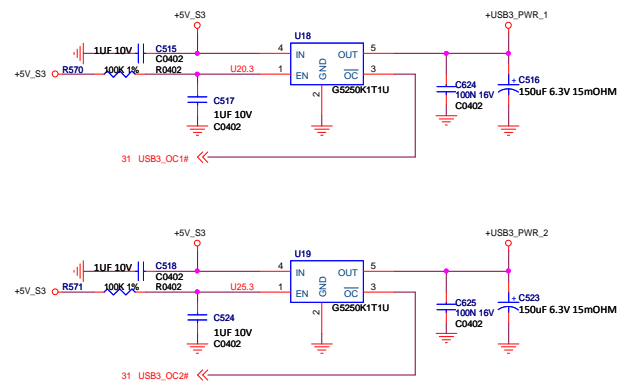 +5V_S3
+USB3_PWR_1
U18
1UF 10V
C515
C0402
4
IN
OUT
5
+5V_S3
R570
100K 1%
R0402
U20.3
1
EN
GND
OC
3
2
G5250K1T1U
C517
1UF 10V
C0402
C624
100N 16V
C0402
+
C516
150uF 6.3V 15mOHM
31 USB3_OC1#
+5V_S3
+USB3_PWR_2
U19
1UF 10V
C518
C0402
4
IN
OUT
5
+5V_S3
R571
100K 1%
R0402
U25.3
1
EN
GND
OC
3
2
G5250K1T1U
C524
1UF 10V
C0402
C625
100N 16V
C0402
+
C523
150uF 6.3V 15mOHM
31 USB3_OC2#